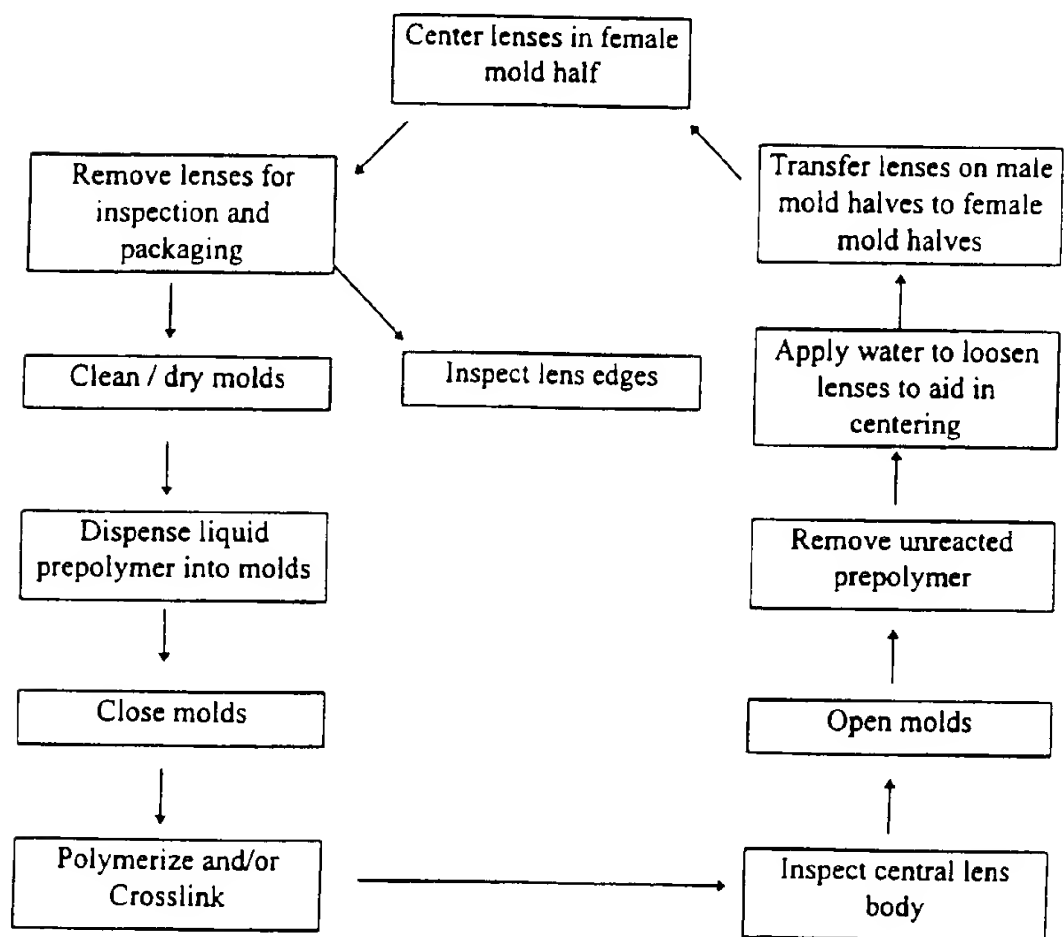 Center lenses in female
mold half
Remove lenses for
inspection and
packaging
Transfer lenses on male
mold halves to female
mold halves
Clean / dry molds
Inspect lens edges
Apply water to loosen
lenses to aid in
centering
Dispense liquid
prepolymer into molds
Remove unreacted
prepolymer
Close molds
Open molds
Polymerize and/or
Crosslink
Inspect central lens
body